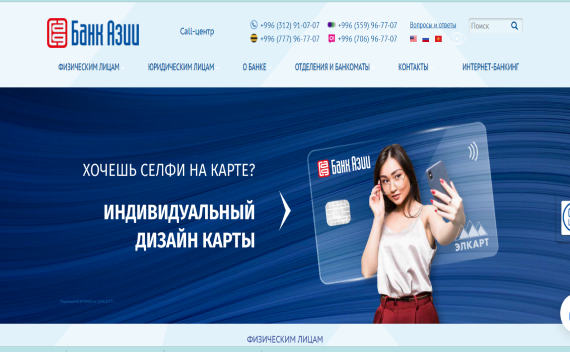 Банк Азии
Call-центр
+996 (312) 91-07-07
+996 (559) 96-77-07
+996 (777) 96-77-07
+996 (706) 96-77-07
Вопросы и ответы
Поиск
ФИЗИЧЕСКИМ ЛИЦАМ
ЮРИДИЧЕСКИМ ЛИЦАМ
О БАНКЕ
ОТДЕЛЕНИЯ И БАНКОМАТЫ
КОНТАКТЫ
ИНТЕРНЕТ-БАНКИНГ
ХОЧЕШЬ СЕЛФИ НА КАРТЕ?
ИНДИВИДУАЛЬНЫЙ
ДИЗАЙН КАРТЫ
Банк Азии
ЭЛКАРТ
ФИЗИЧЕСКИМ ЛИЦАМ